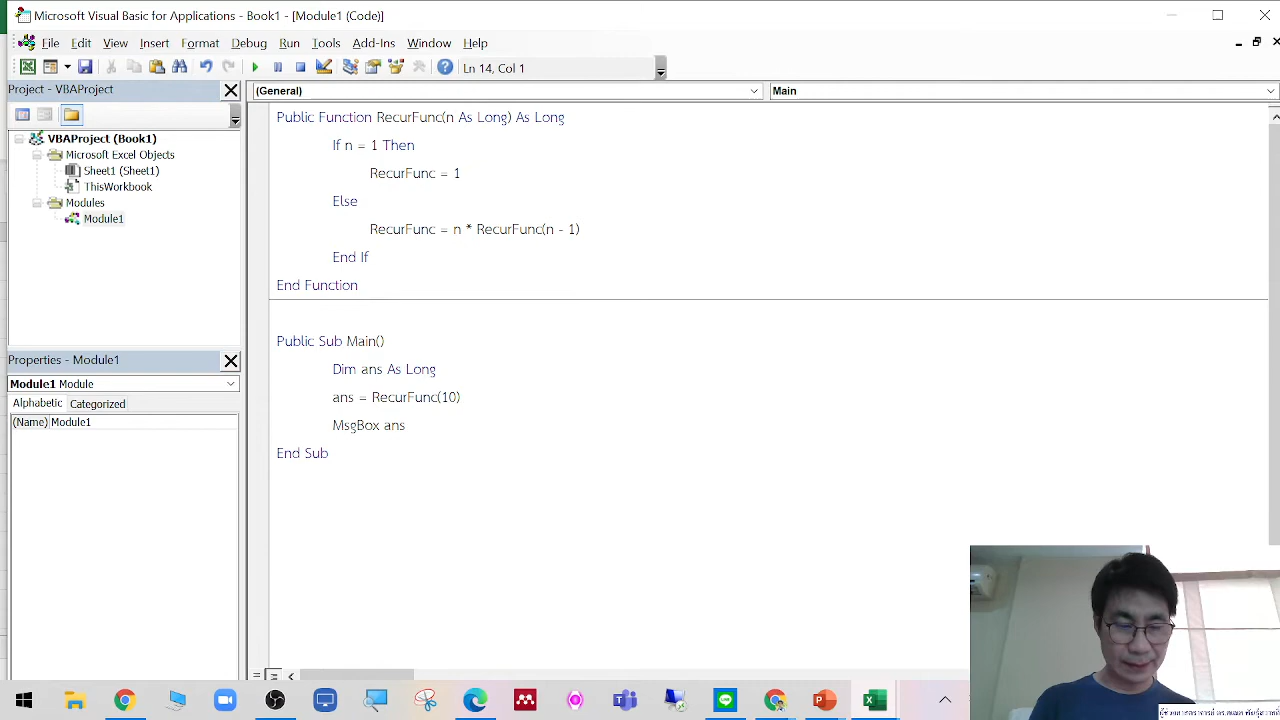 Microsoft Visual Basic for Applications - Book1 - [Module1 (Code)]
File Edit View Insert Format Debug Run Tools Add-Ins Window Help
Ln 14, Col 1
Project - VBAProject
(General) Main
VBAProject (Book1)
Microsoft Excel Objects
Sheet1 (Sheet1)
ThisWorkbook
Modules
Module1
Properties - Module1
Module1 Module
Alphabetic Categorized
(Name) Module1
Public Function RecurFunc(n As Long) As Long
If n = 1 Then
RecurFunc = 1
Else
RecurFunc = n * RecurFunc(n - 1)
End If
End Function
Public Sub Main()
Dim ans As Long
ans = RecurFunc(10)
MsgBox ans
End Sub
LINE